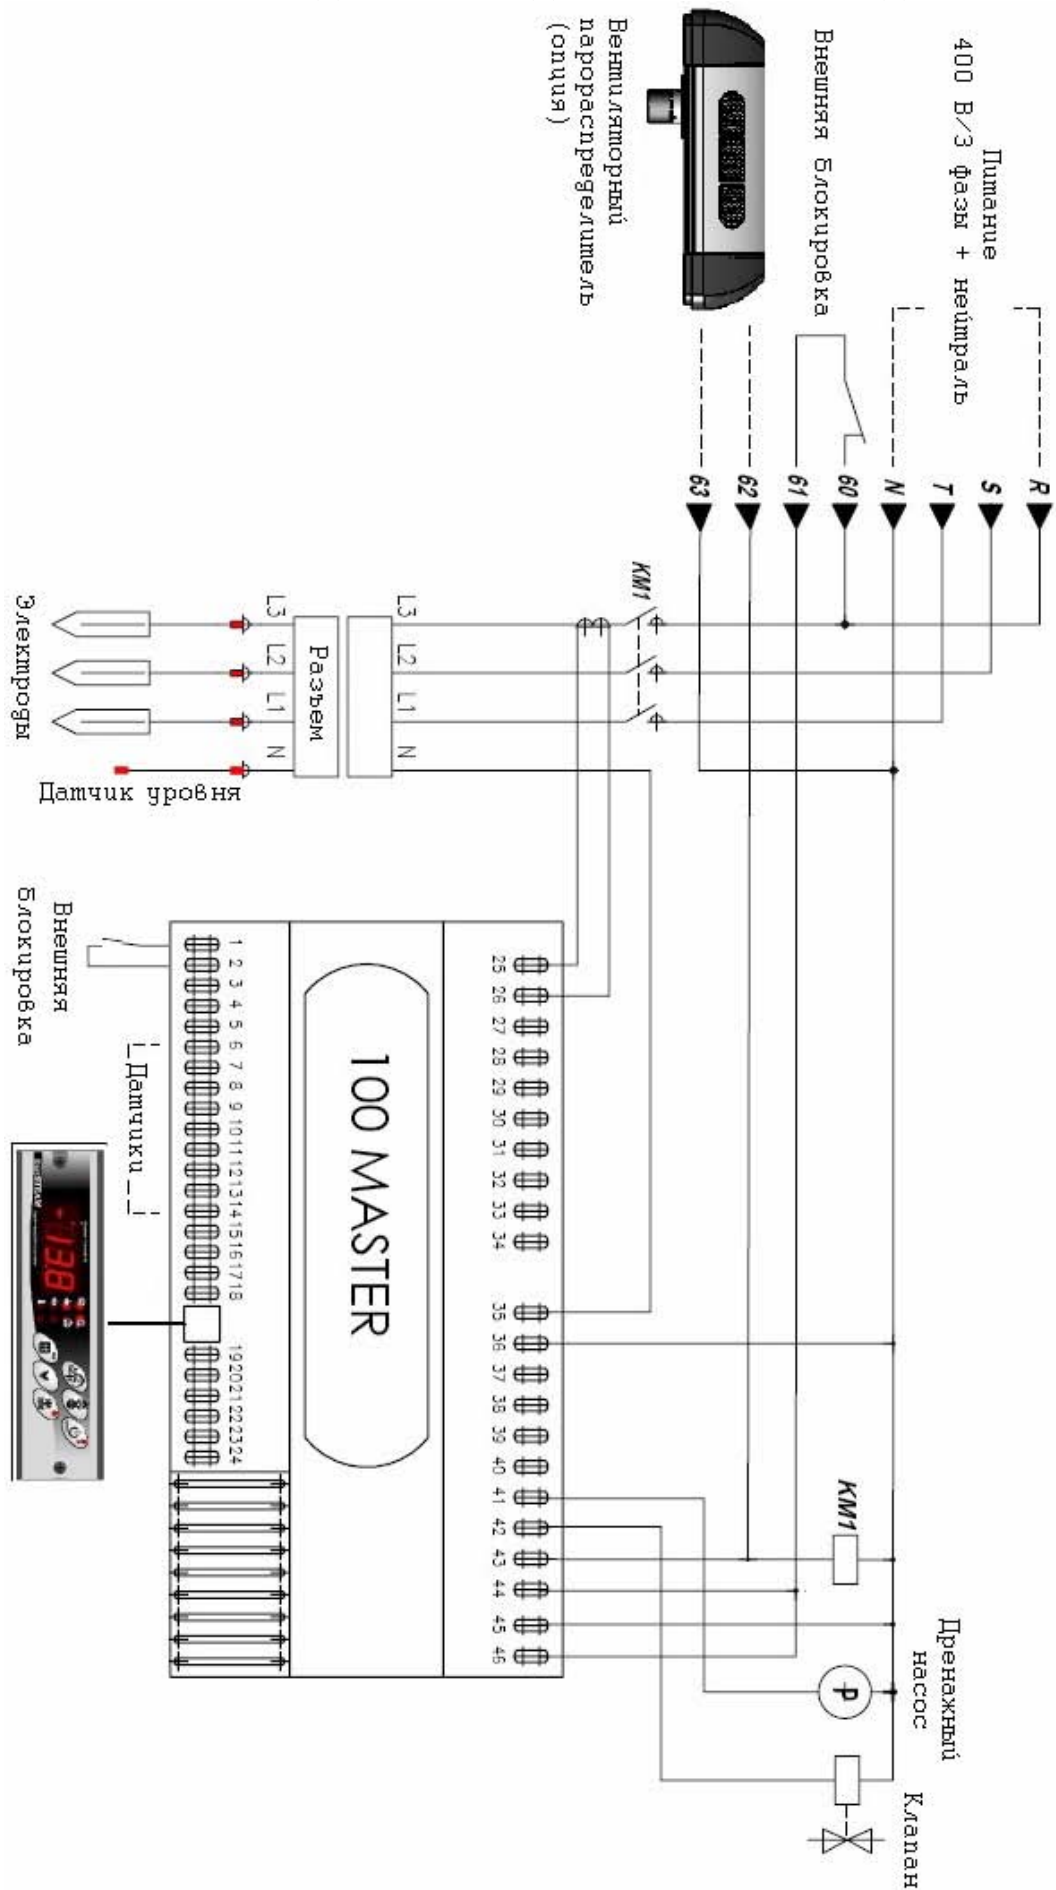 Питание
400 В/3 фазы + нейтраль
Внешняя блокировка
Вентиляторный
парораспределитель
(опция)
R
S
T
N
60
61
62
63
KM1
L3
L2
L1
N
Разъем
L3
L2
L1
N
Электроды
Датчик уровня
KM1
Дренажный
насос
P
Клапан
25 26 27 28 29 30 31 32 33 34 35 36 37 38 39 40 41 42 43 44 45 46
100 MASTER
1 2 3 4 5 6 7 8 9 10 11 12 13 14 15 16 17 18 19 20 21 22 23 24
Внешняя
блокировка
Датчики